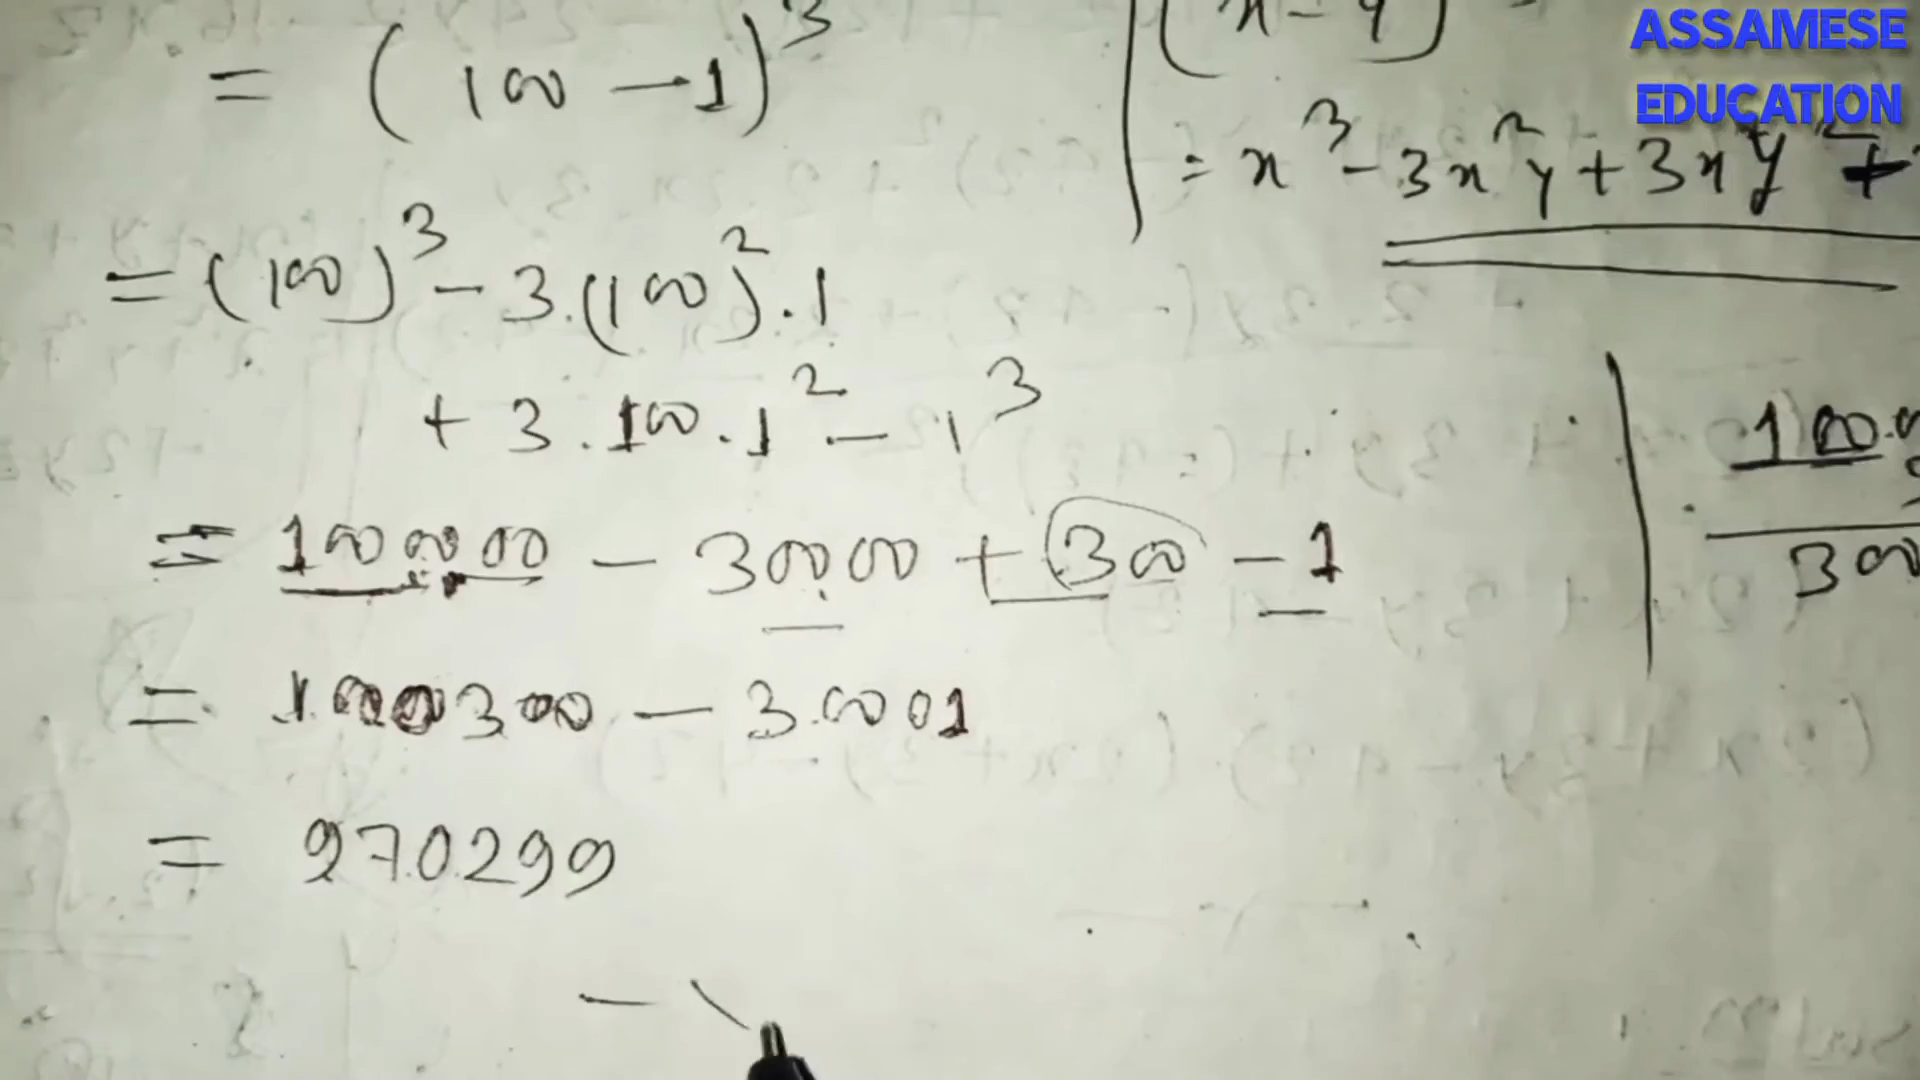 = (100 - 1)³
= (100)³ - 3.(100)².1
+ 3.100.1² - 1³
= 1000000 - 30000 + 300 - 1
= 1000300 - 30001
= 970299
(x - y)
= x³ - 3x²y + 3xy² +
300
ASSAMESE
EDUCATION